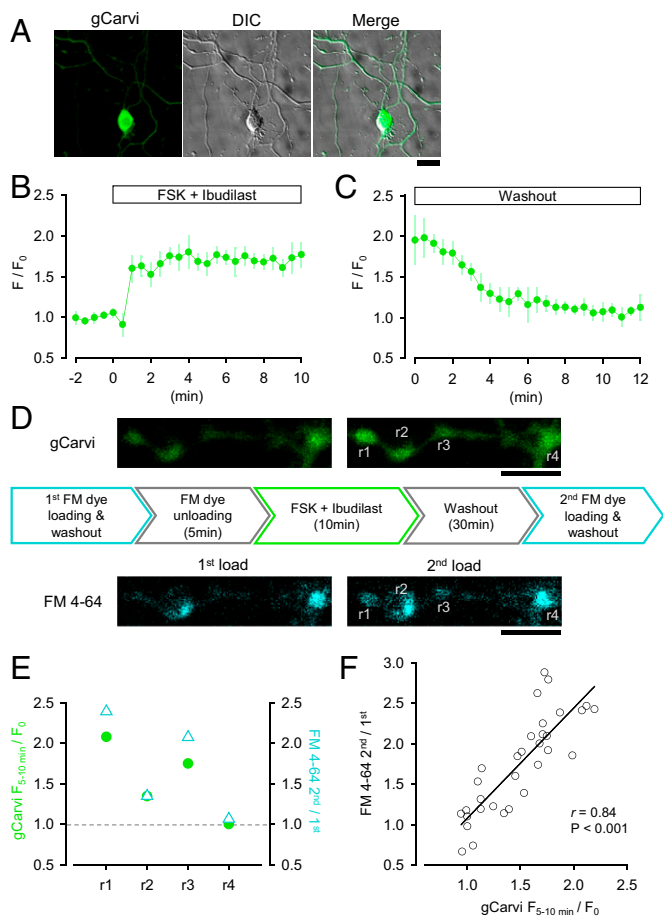 A
gCarvi
DIC
Merge
B
FSK + Ibudilast
F / F0
2.5
2.0
1.5
1.0
0.5
-2 0 2 4 6 8 10
(min)
C
Washout
2.5
2.0
1.5
1.0
0.5
0 2 4 6 8 10 12
(min)
D
gCarvi
r1
r2
r3
r4
1st FM dye
loading &
washout
FM dye
unloading
(5min)
FSK + Ibudilast
(10min)
Washout
(30min)
2nd FM dye
loading &
washout
1st load
2nd load
FM 4-64
r1
r2
r3
r4
E
gCarvi F5-10 min / F0
2.5
2.0
1.5
1.0
0.5
r1 r2 r3 r4
2.5
2.0
1.5
1.0
0.5
FM 4-64 2nd / 1st
F
FM 4-64 2nd / 1st
3.0
2.5
2.0
1.5
1.0
0.5
r = 0.84
P < 0.001
1.0 1.5 2.0 2.5
gCarvi F5-10 min / F0